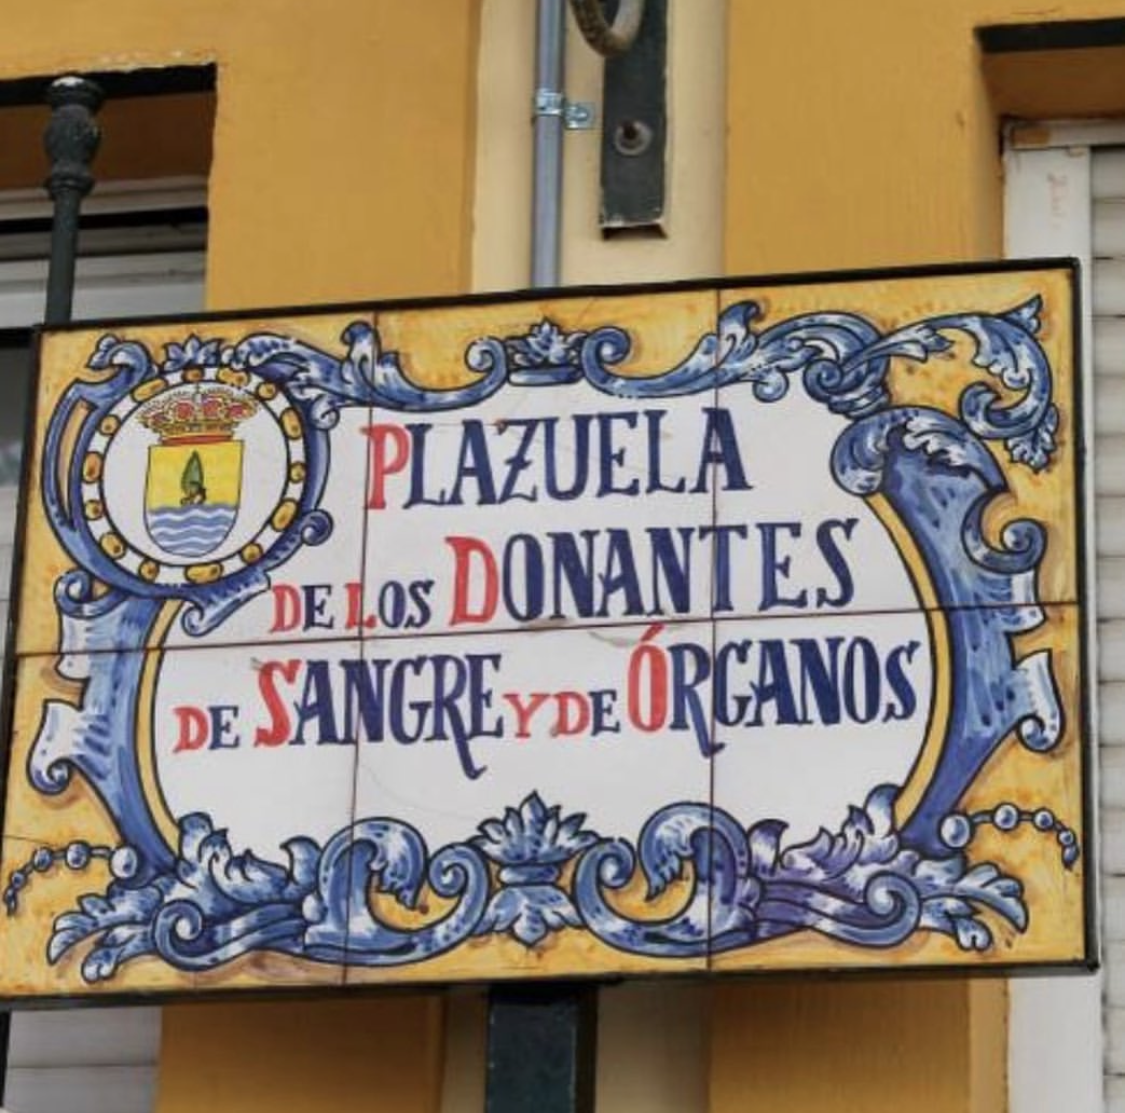 PLAZUELA
DE LOS DONANTES
DE SANGRE Y DE ÓRGANOS